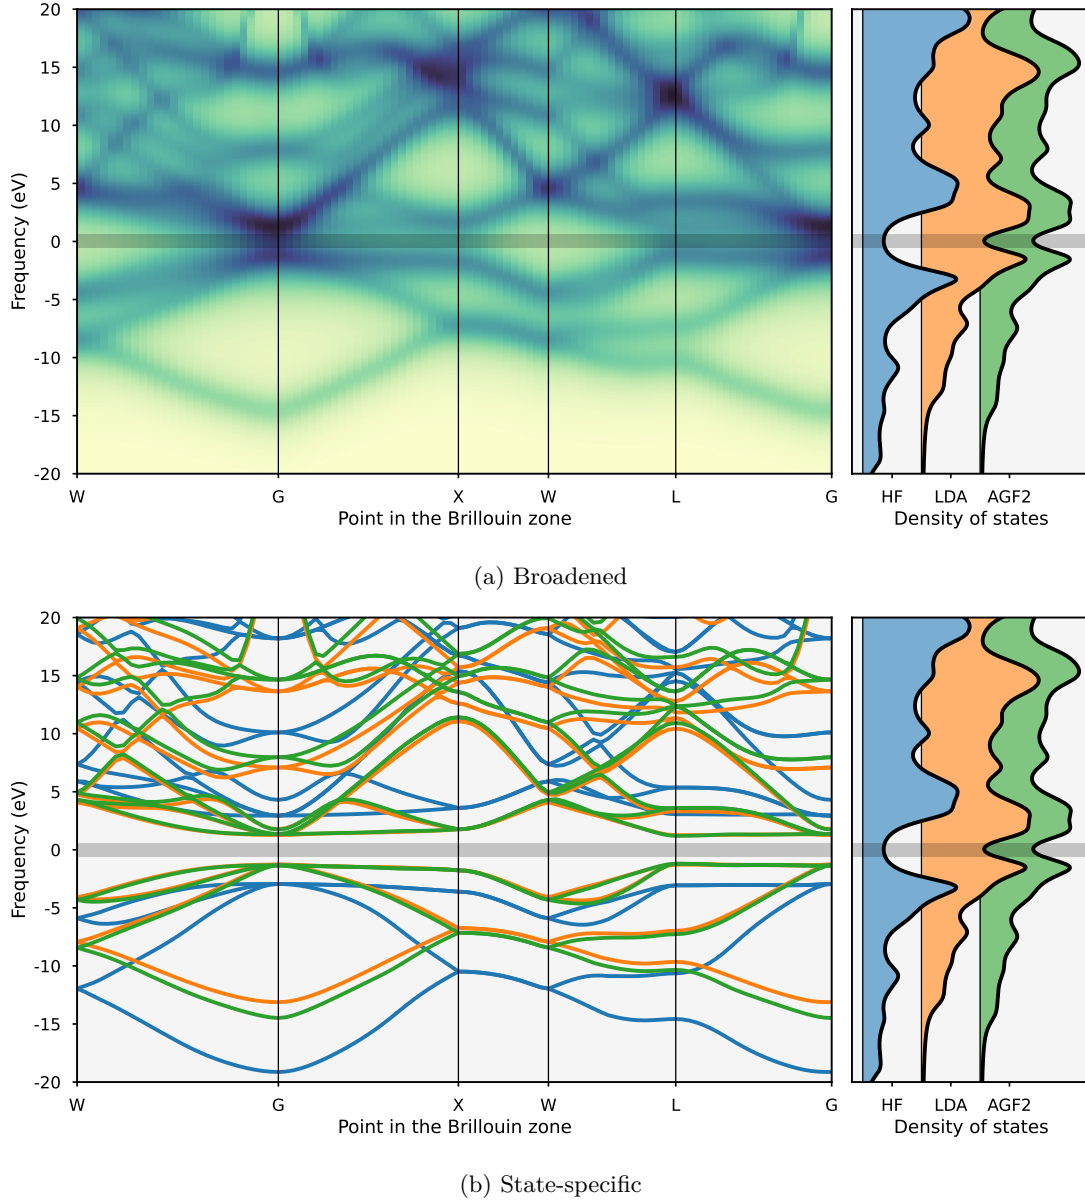 20
15
10
5
0
-5
-10
-15
-20
Frequency (eV)
W G X W L G
Point in the Brillouin zone
HF LDA AGF2
Density of states
(a) Broadened
20
15
10
5
0
-5
-10
-15
-20
Frequency (eV)
W G X W L G
Point in the Brillouin zone
HF LDA AGF2
Density of states
(b) State-specific